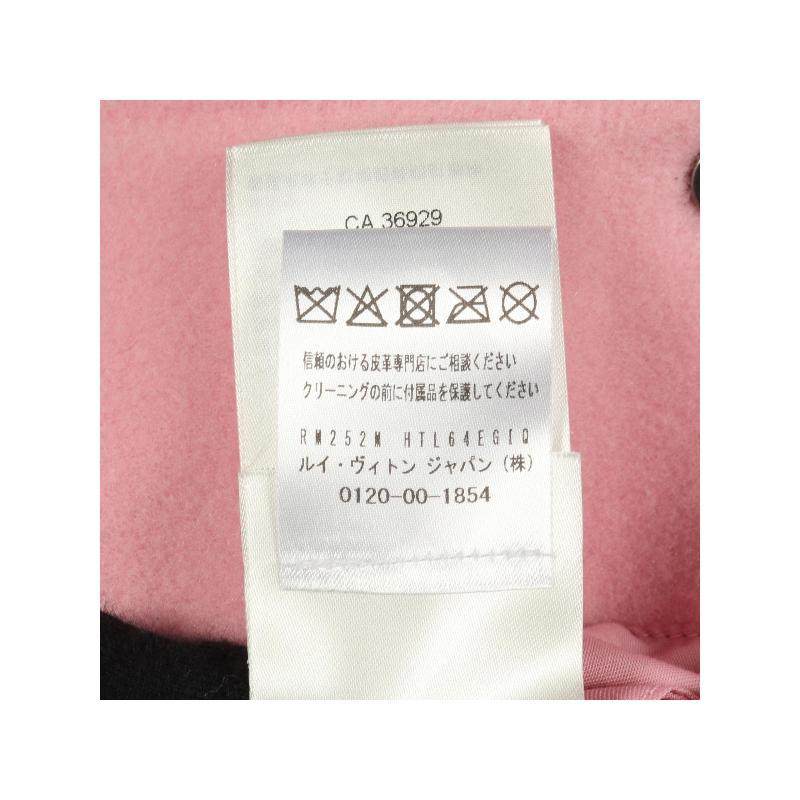 CA 36929
信頼のおける皮革専門店にご相談ください
クリーニングの前に付属品を保護してください
RM252M HTL64EGIQ
ルイ・ヴィトン ジャパン (株)
0120-00-1854